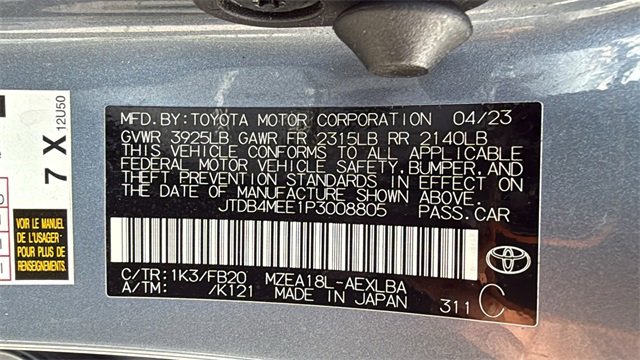 MFD.BY:TOYOTA MOTOR CORPORATION 04/23
GVWR 3925LB GAWR FR 2315LB RR 2140LB
THIS VEHICLE CONFORMS TO ALL APPLICABLE
FEDERAL MOTOR VEHICLE SAFETY,BUMPER,AND
THEFT PREVENTION STANDARDS IN EFFECT ON
THE DATE OF MANUFACTURE SHOWN ABOVE.
JTDB4MEE1P3008805 PASS.CAR
C/TR:1K3/FB20 MZEA18L-AEXLBA
A/TM: /K121 MADE IN JAPAN 311 C
7 X
12U50
VOIR LE MANUEL
DE L'USAGER
POUR PLUS DE
RENSEIGNEMENTS.